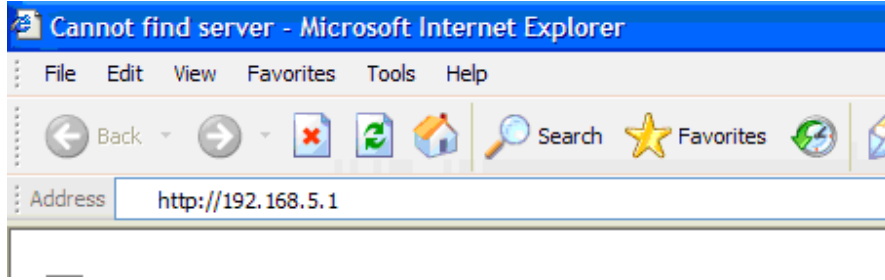 Cannot find server - Microsoft Internet Explorer
File Edit View Favorites Tools Help
Back Search Favorites
Address http://192.168.5.1